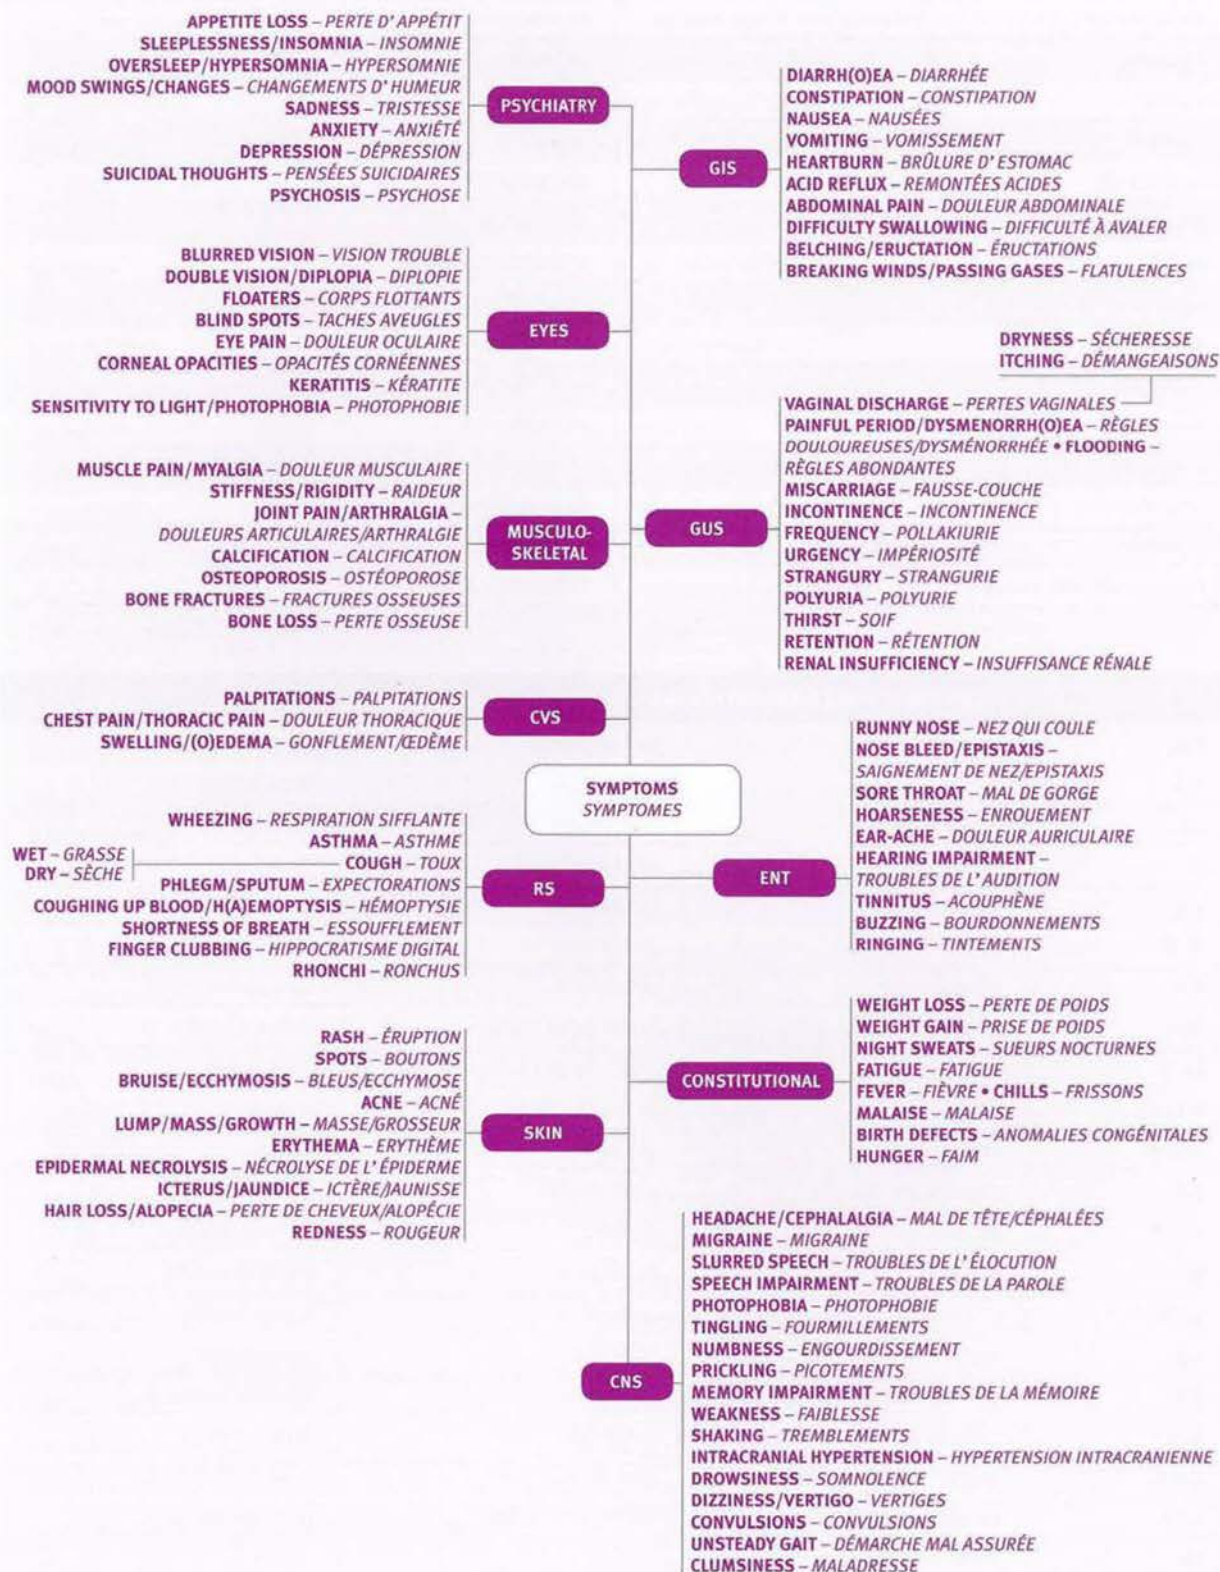 APPETITE LOSS – PERTE D' APPÉTIT
SLEEPLESSNESS/INSOMNIA – INSOMNIE
OVERSLEEP/HYPERSOMNIA – HYPERSOMNIE
MOOD SWINGS/CHANGES – CHANGEMENTS D' HUMEUR
SADNESS – TRISTESSE
ANXIETY – ANXIÉTÉ
DEPRESSION – DÉPRESSION
SUICIDAL THOUGHTS – PENSÉES SUICIDAIRES
PSYCHOSIS – PSYCHOSE
PSYCHIATRY
DIARRH(O)EA – DIARRHÉE
CONSTIPATION – CONSTIPATION
NAUSEA – NAUSÉES
VOMITING – VOMISSEMENT
HEARTBURN – BRÛLURE D' ESTOMAC
ACID REFLUX – REMONTÉES ACIDES
ABDOMINAL PAIN – DOULEUR ABDOMINALE
DIFFICULTY SWALLOWING – DIFFICULTÉ À AVALER
BELCHING/ERUCTATION – ÉRUCTATIONS
BREAKING WINDS/PASSING GASES – FLATULENCES
GIS
BLURRED VISION – VISION TROUBLE
DOUBLE VISION/DIPLOPIA – DIPLOPIE
FLOATERS – CORPS FLOTTANTS
BLIND SPOTS – TACHES AVEUGLES
EYE PAIN – DOULEUR OCULAIRE
CORNEAL OPACITIES – OPACITÉS CORNÉENNES
KERATITIS – KÉRATITE
SENSITIVITY TO LIGHT/PHOTOPHOBIA – PHOTOPHOBIE
EYES
DRYNESS – SÉCHERESSE
ITCHING – DÉMANGEAISONS
VAGINAL DISCHARGE – PERTES VAGINALES
PAINFUL PERIOD/DYSMENORRH(O)EA – RÈGLES
DOULOUREUSES/DYSMÉNORRHÉE • FLOODING –
RÈGLES ABONDANTES
MISCARRIAGE – FAUSSE-COUCHE
INCONTINENCE – INCONTINENCE
FREQUENCY – POLLAKIURIE
URGENCY – IMPÉRIOSITÉ
STRANGURY – STRANGURIE
POLYURIA – POLYURIE
THIRST – SOIF
RETENTION – RÉTENTION
RENAL INSUFFICIENCY – INSUFFISANCE RÉNALE
GUS
MUSCLE PAIN/MYALGIA – DOULEUR MUSCULAIRE
STIFFNESS/RIGIDITY – RAIDEUR
JOINT PAIN/ARTHRALGIA –
DOULEURS ARTICULAIRES/ARTHRALGIE
CALCIFICATION – CALCIFICATION
OSTEOPOROSIS – OSTÉOPOROSE
BONE FRACTURES – FRACTURES OSSEUSES
BONE LOSS – PERTE OSSEUSE
MUSCULO-
SKELETAL
PALPITATIONS – PALPITATIONS
CHEST PAIN/THORACIC PAIN – DOULEUR THORACIQUE
SWELLING/(O)EDEMA – GONFLEMENT/ŒDÈME
CVS
SYMPTOMS
SYMPTOMES
RUNNY NOSE – NEZ QUI COULE
NOSE BLEED/EPISTAXIS –
SAIGNEMENT DE NEZ/EPISTAXIS
SORE THROAT – MAL DE GORGE
HOARSENESS – ENROUEMENT
EAR-ACHE – DOULEUR AURICULAIRE
HEARING IMPAIRMENT –
TROUBLES DE L' AUDITION
TINNITUS – ACOUPHÈNE
BUZZING – BOURDONNEMENTS
RINGING – TINTEMENTS
ENT
WHEEZING – RESPIRATION SIFFLANTE
ASTHMA – ASTHME
COUGH – TOUX
WET – GRASSE
DRY – SÈCHE
PHLEGM/SPUTUM – EXPECTORATIONS
COUGHING UP BLOOD/H(A)EMOPTYSIS – HÉMOPTYSIE
SHORTNESS OF BREATH – ESSOUFFLEMENT
FINGER CLUBBING – HIPPOCRATISME DIGITAL
RHONCHI – RONCHUS
RS
WEIGHT LOSS – PERTE DE POIDS
WEIGHT GAIN – PRISE DE POIDS
NIGHT SWEATS – SUEURS NOCTURNES
FATIGUE – FATIGUE
FEVER – FIÈVRE • CHILLS – FRISSONS
MALAISE – MALAISE
BIRTH DEFECTS – ANOMALIES CONGÉNITALES
HUNGER – FAIM
CONSTITUTIONAL
RASH – ÉRUPTION
SPOTS – BOUTONS
BRUISE/ECCHYMOSIS – BLEUS/ECCHYMOSE
ACNE – ACNÉ
LUMP/MASS/GROWTH – MASSE/GROSSEUR
ERYTHEMA – ERYTHÈME
EPIDERMAL NECROLYSIS – NÉCROLYSE DE L' ÉPIDERME
ICTERUS/JAUNDICE – ICTÈRE/JAUNISSE
HAIR LOSS/ALOPECIA – PERTE DE CHEVEUX/ALOPÉCIE
REDNESS – ROUGEUR
SKIN
HEADACHE/CEPHALALGIA – MAL DE TÊTE/CÉPHALÉES
MIGRAINE – MIGRAINE
SLURRED SPEECH – TROUBLES DE L' ÉLOCUTION
SPEECH IMPAIRMENT – TROUBLES DE LA PAROLE
PHOTOPHOBIA – PHOTOPHOBIE
TINGLING – FOURMILLEMENTS
NUMBNESS – ENGOURDISSEMENT
PRICKLING – PICOTEMENTS
MEMORY IMPAIRMENT – TROUBLES DE LA MÉMOIRE
WEAKNESS – FAIBLESSE
SHAKING – TREMBLEMENTS
INTRACRANIAL HYPERTENSION – HYPERTENSION INTRACRANIENNE
DROWSINESS – SOMNOLENCE
DIZZINESS/VERTIGO – VERTIGES
CONVULSIONS – CONVULSIONS
UNSTEADY GAIT – DÉMARCHE MAL ASSURÉE
CLUMSINESS – MALADRESSE
CNS